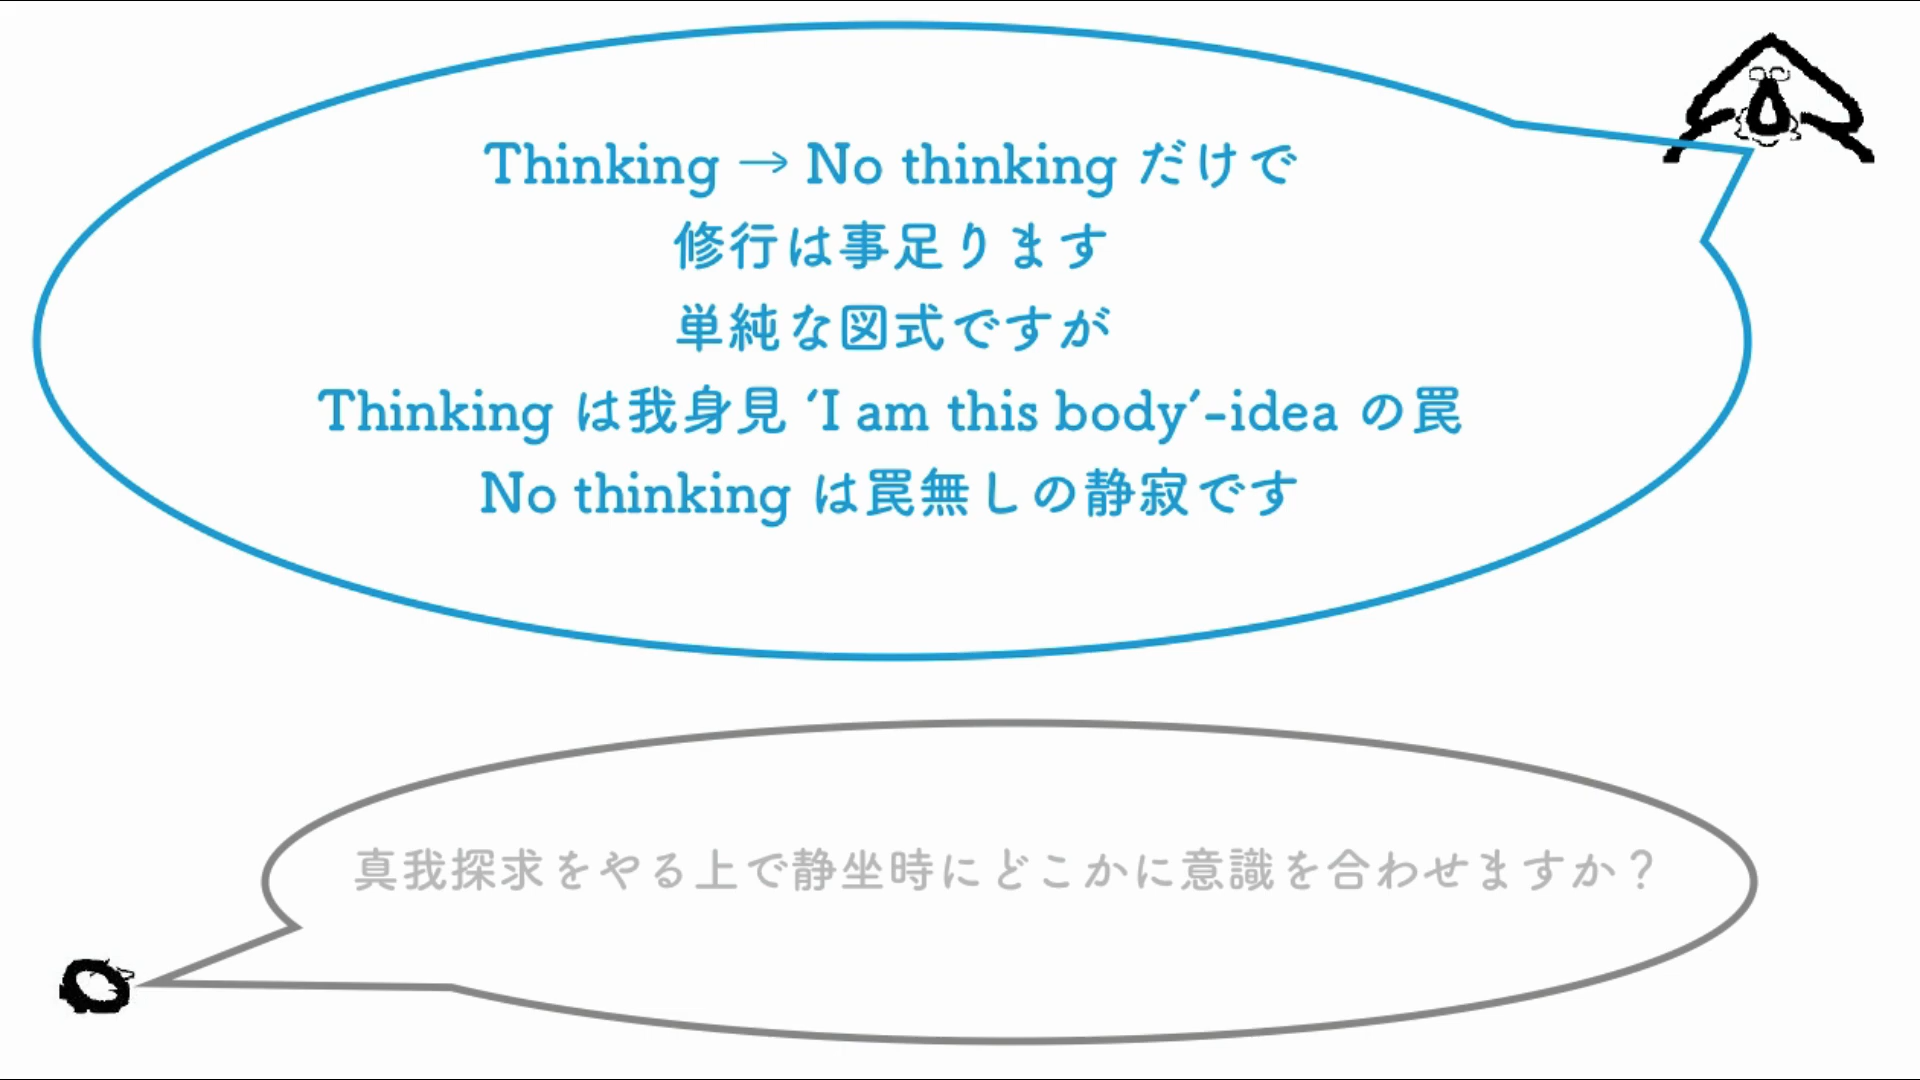 Thinking → No thinking だけで
修行は事足ります
単純な図式ですが
Thinking は我身見 ‘I am this body’-idea の罠
No thinking は罠無しの静寂です
真我探求をやる上で静坐時にどこかに意識を合わせますか？